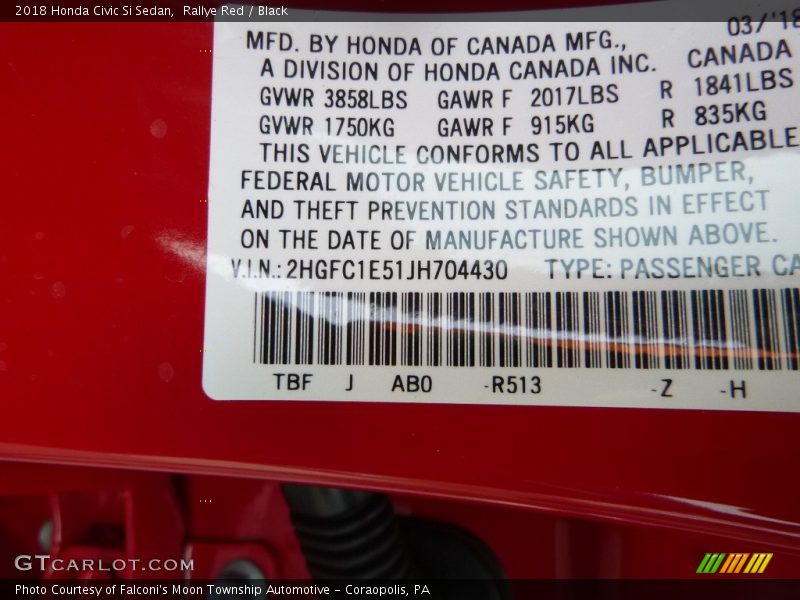 2018 Honda Civic Si Sedan, Rallye Red / Black
03/'18
MFD. BY HONDA OF CANADA MFG., CANADA
A DIVISION OF HONDA CANADA INC.
GVWR 3858LBS GAWR F 2017LBS R 1841LBS
GVWR 1750KG GAWR F 915KG R 835KG
THIS VEHICLE CONFORMS TO ALL APPLICABLE
FEDERAL MOTOR VEHICLE SAFETY, BUMPER,
AND THEFT PREVENTION STANDARDS IN EFFECT
ON THE DATE OF MANUFACTURE SHOWN ABOVE.
V.I.N.: 2HGFC1E51JH704430 TYPE: PASSENGER CA
TBF J AB0 -R513 -Z -H
GTCARLOT.COM
Photo Courtesy of Falconi's Moon Township Automotive - Coraopolis, PA